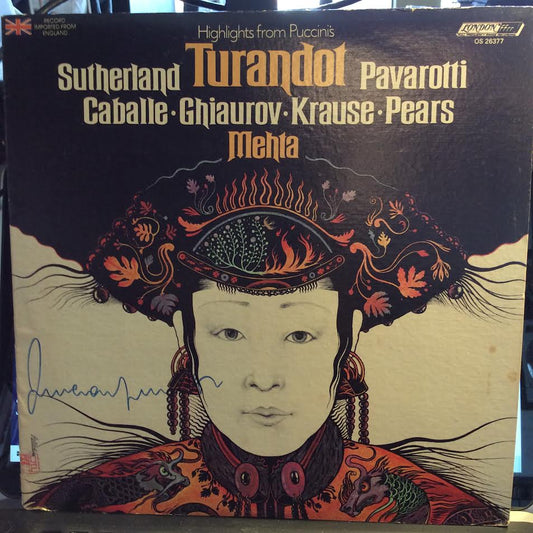 RECORD
IMPORTED FROM
ENGLAND
Highlights from Puccini's
LONDON ffrr
OS 26377
Sutherland Turandot Pavarotti
Caballe · Ghiaurov · Krause · Pears
Mehta